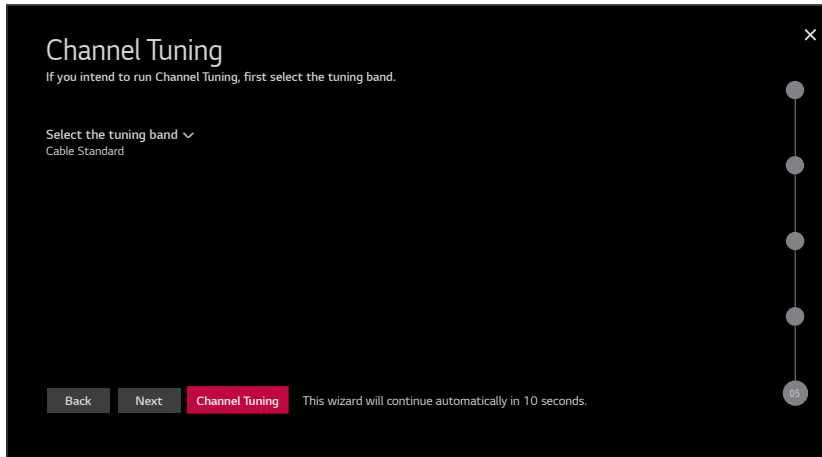 Channel Tuning
If you intend to run Channel Tuning, first select the tuning band.
Select the tuning band
Cable Standard
Back
Next
Channel Tuning
This wizard will continue automatically in 10 seconds.
05